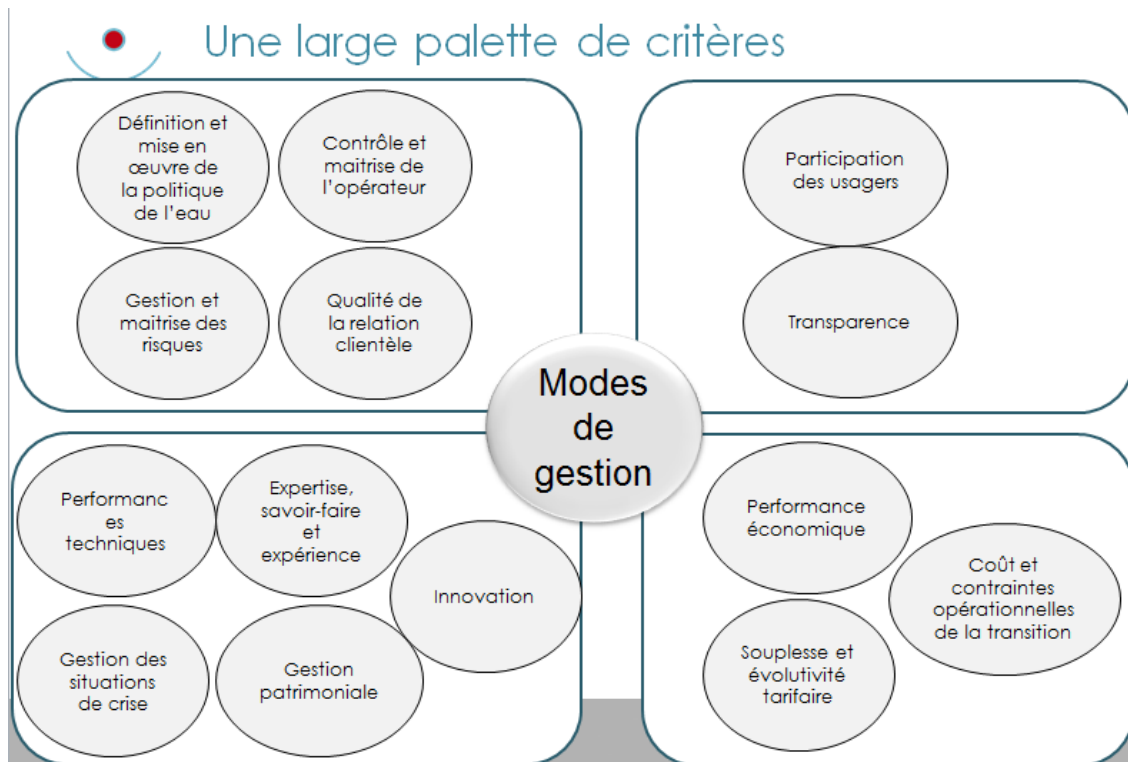 Une large palette de critères
Définition et
mise en
œuvre de
la politique
de l'eau
Contrôle et
maitrise de
l'opérateur
Gestion et
maitrise des
risques
Qualité de
la relation
clientèle
Participation
des usagers
Transparence
Modes
de
gestion
Performanc
es
techniques
Expertise,
savoir-faire
et
expérience
Innovation
Gestion des
situations
de crise
Gestion
patrimoniale
Performance
économique
Coût et
contraintes
opérationnelles
de la transition
Souplesse et
évolutivité
tarifaire